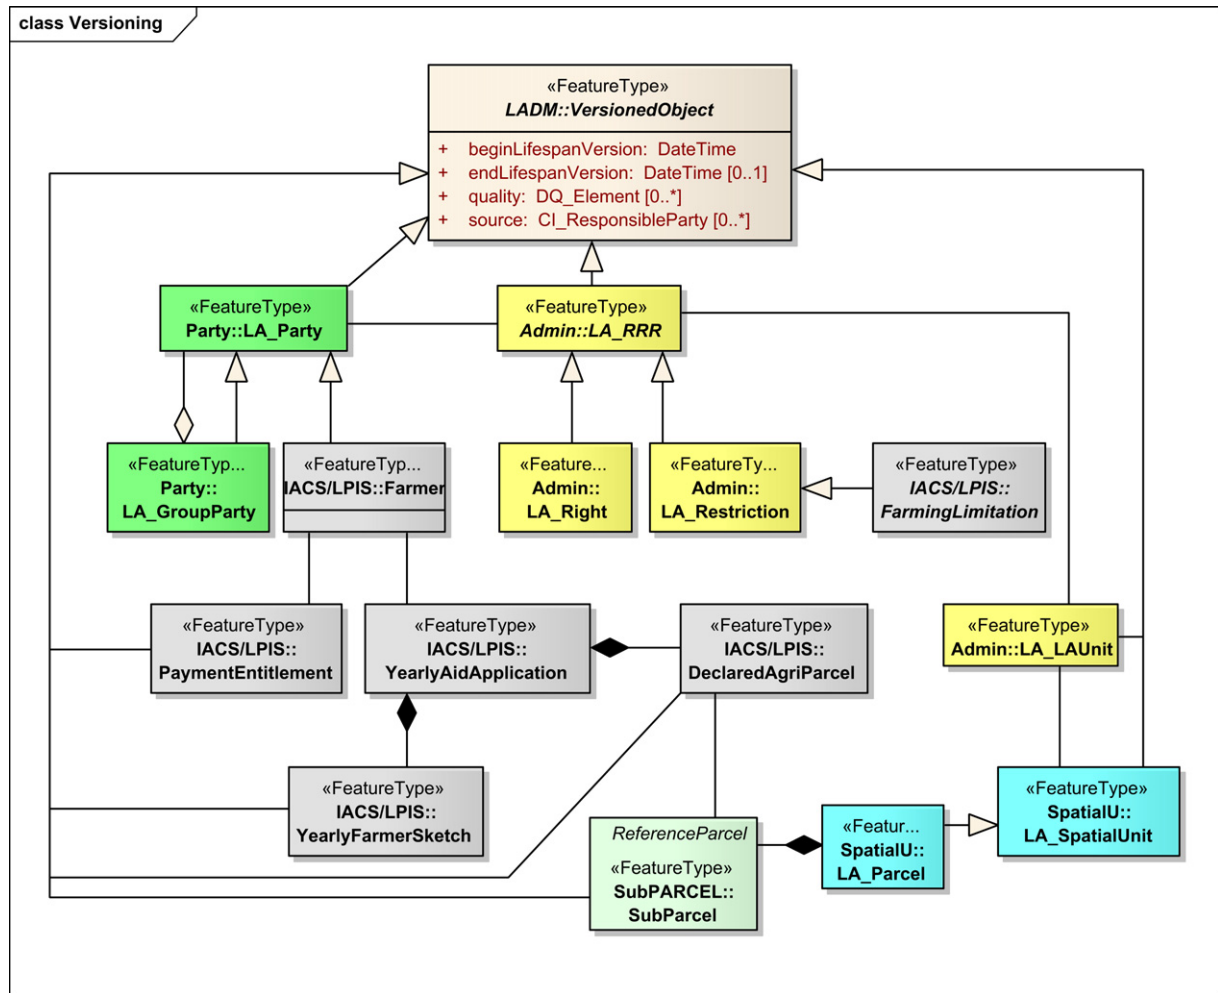 class Versioning
«FeatureType»
LADM::VersionedObject
+ beginLifespanVersion: DateTime
+ endLifespanVersion: DateTime [0..1]
+ quality: DQ_Element [0..*]
+ source: CI_ResponsibleParty [0..*]
«FeatureType»
Party::LA_Party
«FeatureType»
Admin::LA_RRR
«FeatureTyp...
Party::
LA_GroupParty
«FeatureTyp...
IACS/LPIS::Farmer
«Feature...
Admin::
LA_Right
«FeatureTy...
Admin::
LA_Restriction
«FeatureType»
IACS/LPIS::
FarmingLimitation
«FeatureType»
IACS/LPIS::
PaymentEntitlement
«FeatureType»
IACS/LPIS::
YearlyAidApplication
«FeatureType»
IACS/LPIS::
DeclaredAgriParcel
«FeatureType»
Admin::LA_LAUnit
«FeatureType»
IACS/LPIS::
YearlyFarmerSketch
ReferenceParcel
«FeatureType»
SubPARCEL::
SubParcel
«Featur...
SpatialU::
LA_Parcel
«FeatureType»
SpatialU::
LA_SpatialUnit